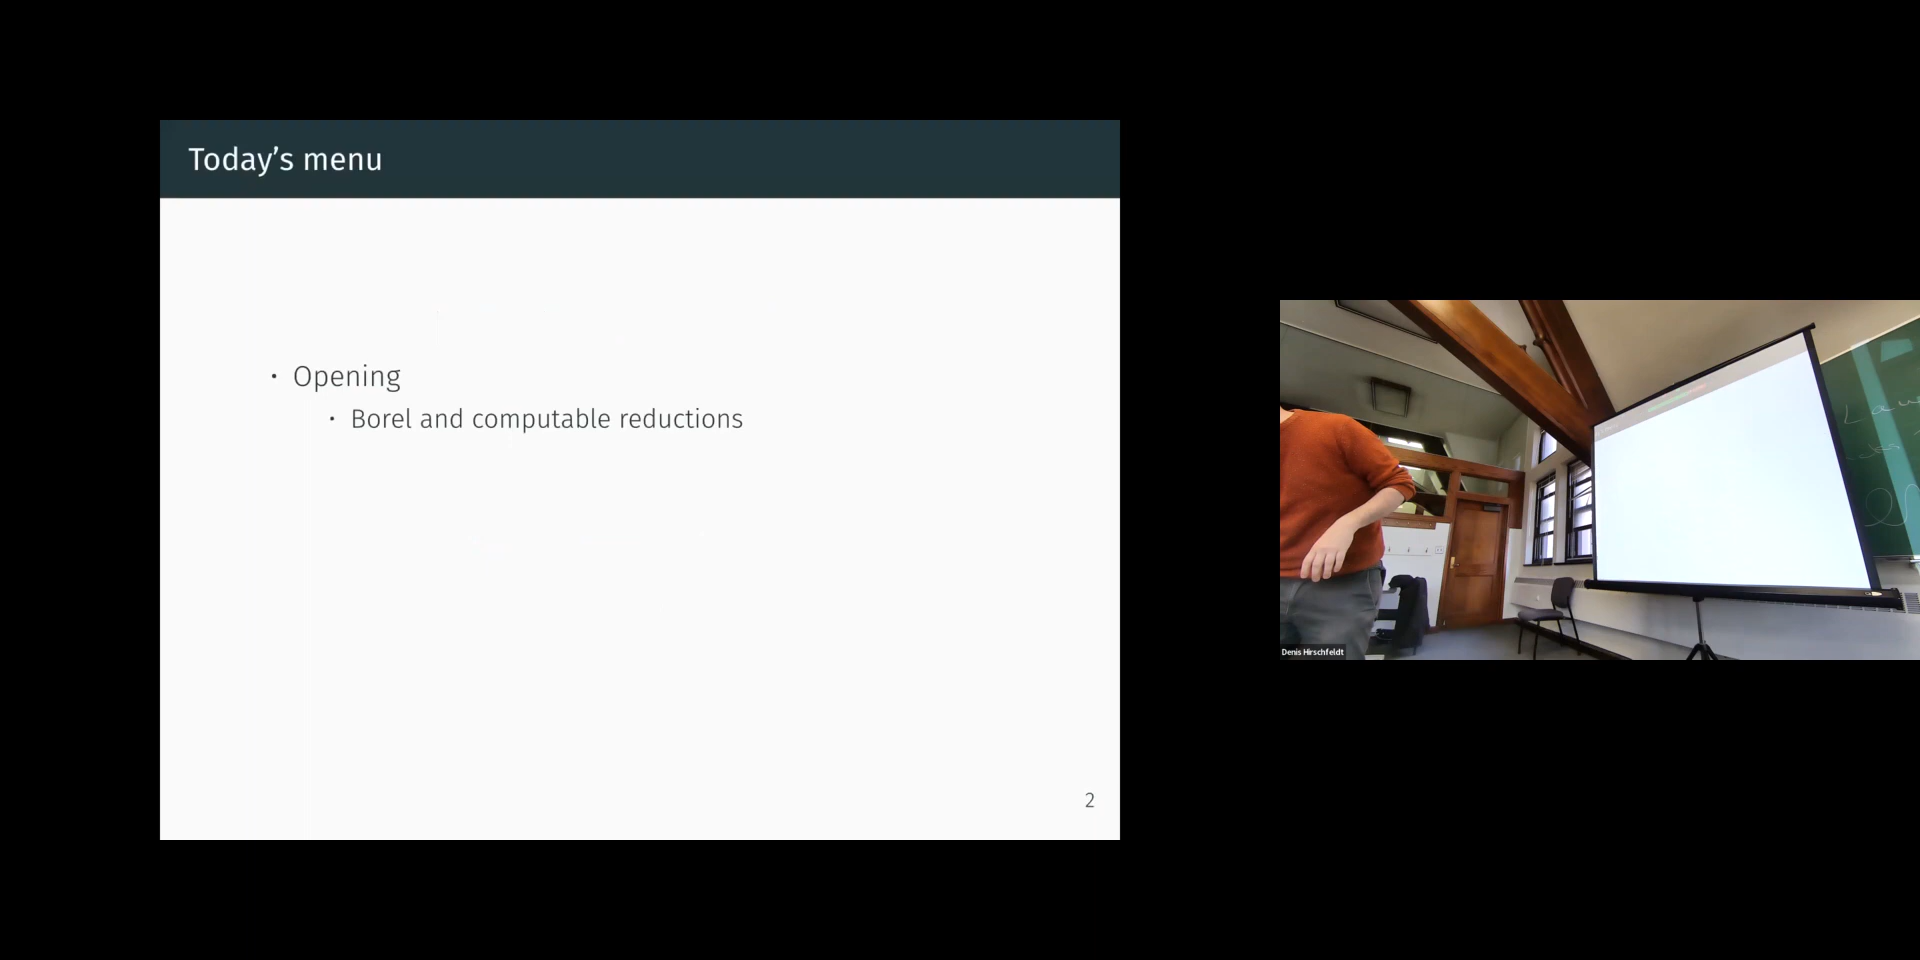 Today’s menu
• Opening
• Borel and computable reductions
2
Denis Hirschfeldt